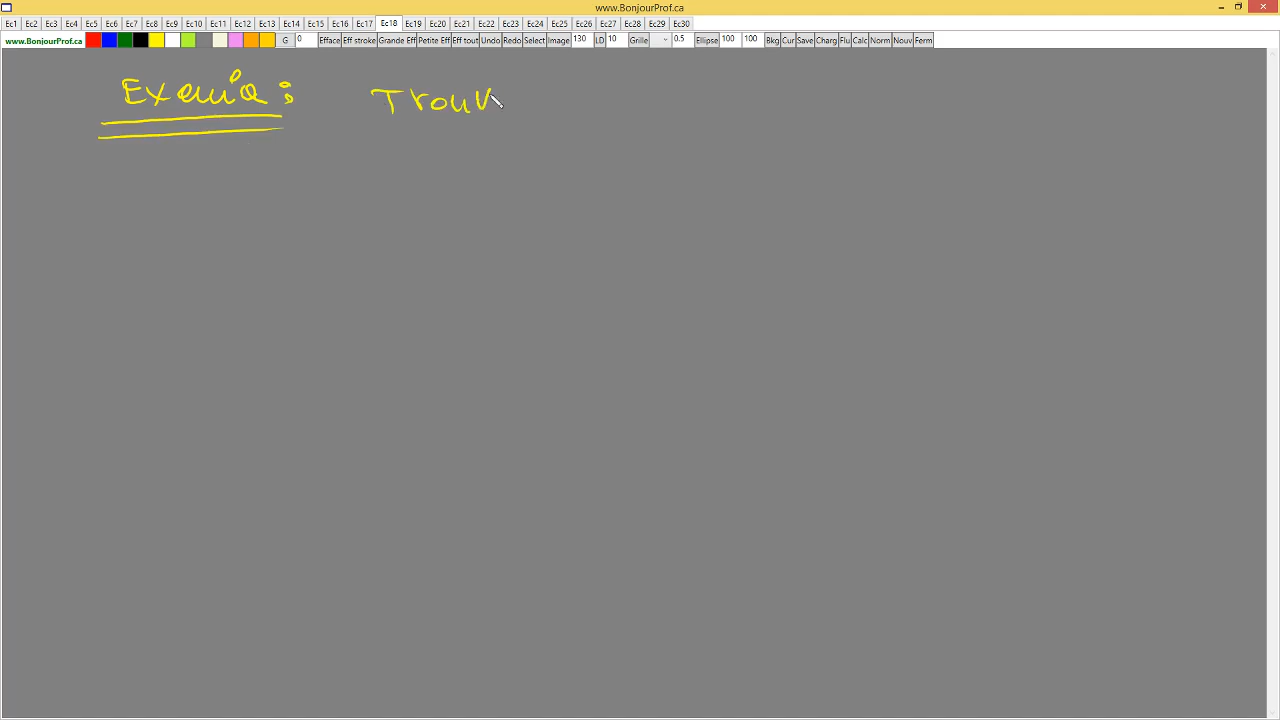 www.BonjourProf.ca
Ec1 Ec2 Ec3 Ec4 Ec5 Ec6 Ec7 Ec8 Ec9 Ec10 Ec11 Ec12 Ec13 Ec14 Ec15 Ec16 Ec17 Ec18 Ec19 Ec20 Ec21 Ec22 Ec23 Ec24 Ec25 Ec26 Ec27 Ec28 Ec29 Ec30
www.BonjourProf.ca G 0 Efface Eff stroke Grande Eff Petite Eff Eff tout Undo Redo Select Image 130 LD 10 Grille 0.5 Ellipse 100 100 Bkg Cur Save Charg Flu Calc Norm Nouv Ferm
: Trouv